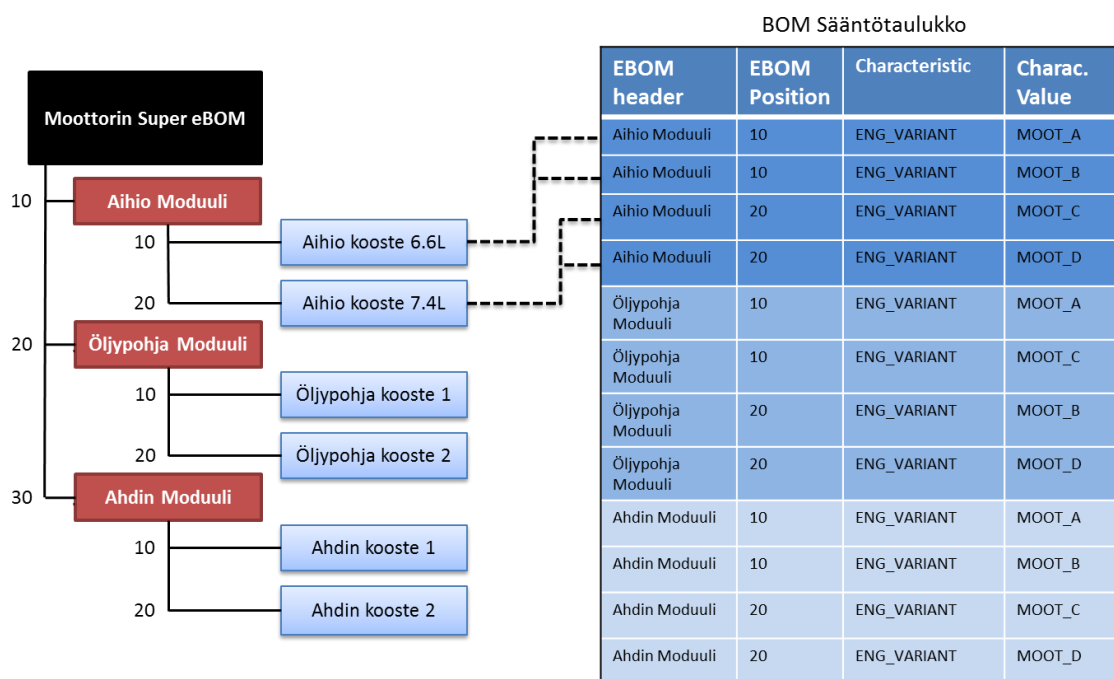 BOM Sääntötaulukko
Moottorin Super eBOM
10
Aihio Moduuli
10
Aihio kooste 6.6L
20
Aihio kooste 7.4L
20
Öljypohja Moduuli
10
Öljypohja kooste 1
20
Öljypohja kooste 2
30
Ahdin Moduuli
10
Ahdin kooste 1
20
Ahdin kooste 2
EBOM header EBOM Position Characteristic Charac. Value
Aihio Moduuli 10 ENG_VARIANT MOOT_A
Aihio Moduuli 10 ENG_VARIANT MOOT_B
Aihio Moduuli 20 ENG_VARIANT MOOT_C
Aihio Moduuli 20 ENG_VARIANT MOOT_D
Öljypohja Moduuli 10 ENG_VARIANT MOOT_A
Öljypohja Moduuli 10 ENG_VARIANT MOOT_C
Öljypohja Moduuli 20 ENG_VARIANT MOOT_B
Öljypohja Moduuli 20 ENG_VARIANT MOOT_D
Ahdin Moduuli 10 ENG_VARIANT MOOT_A
Ahdin Moduuli 10 ENG_VARIANT MOOT_B
Ahdin Moduuli 20 ENG_VARIANT MOOT_C
Ahdin Moduuli 20 ENG_VARIANT MOOT_D